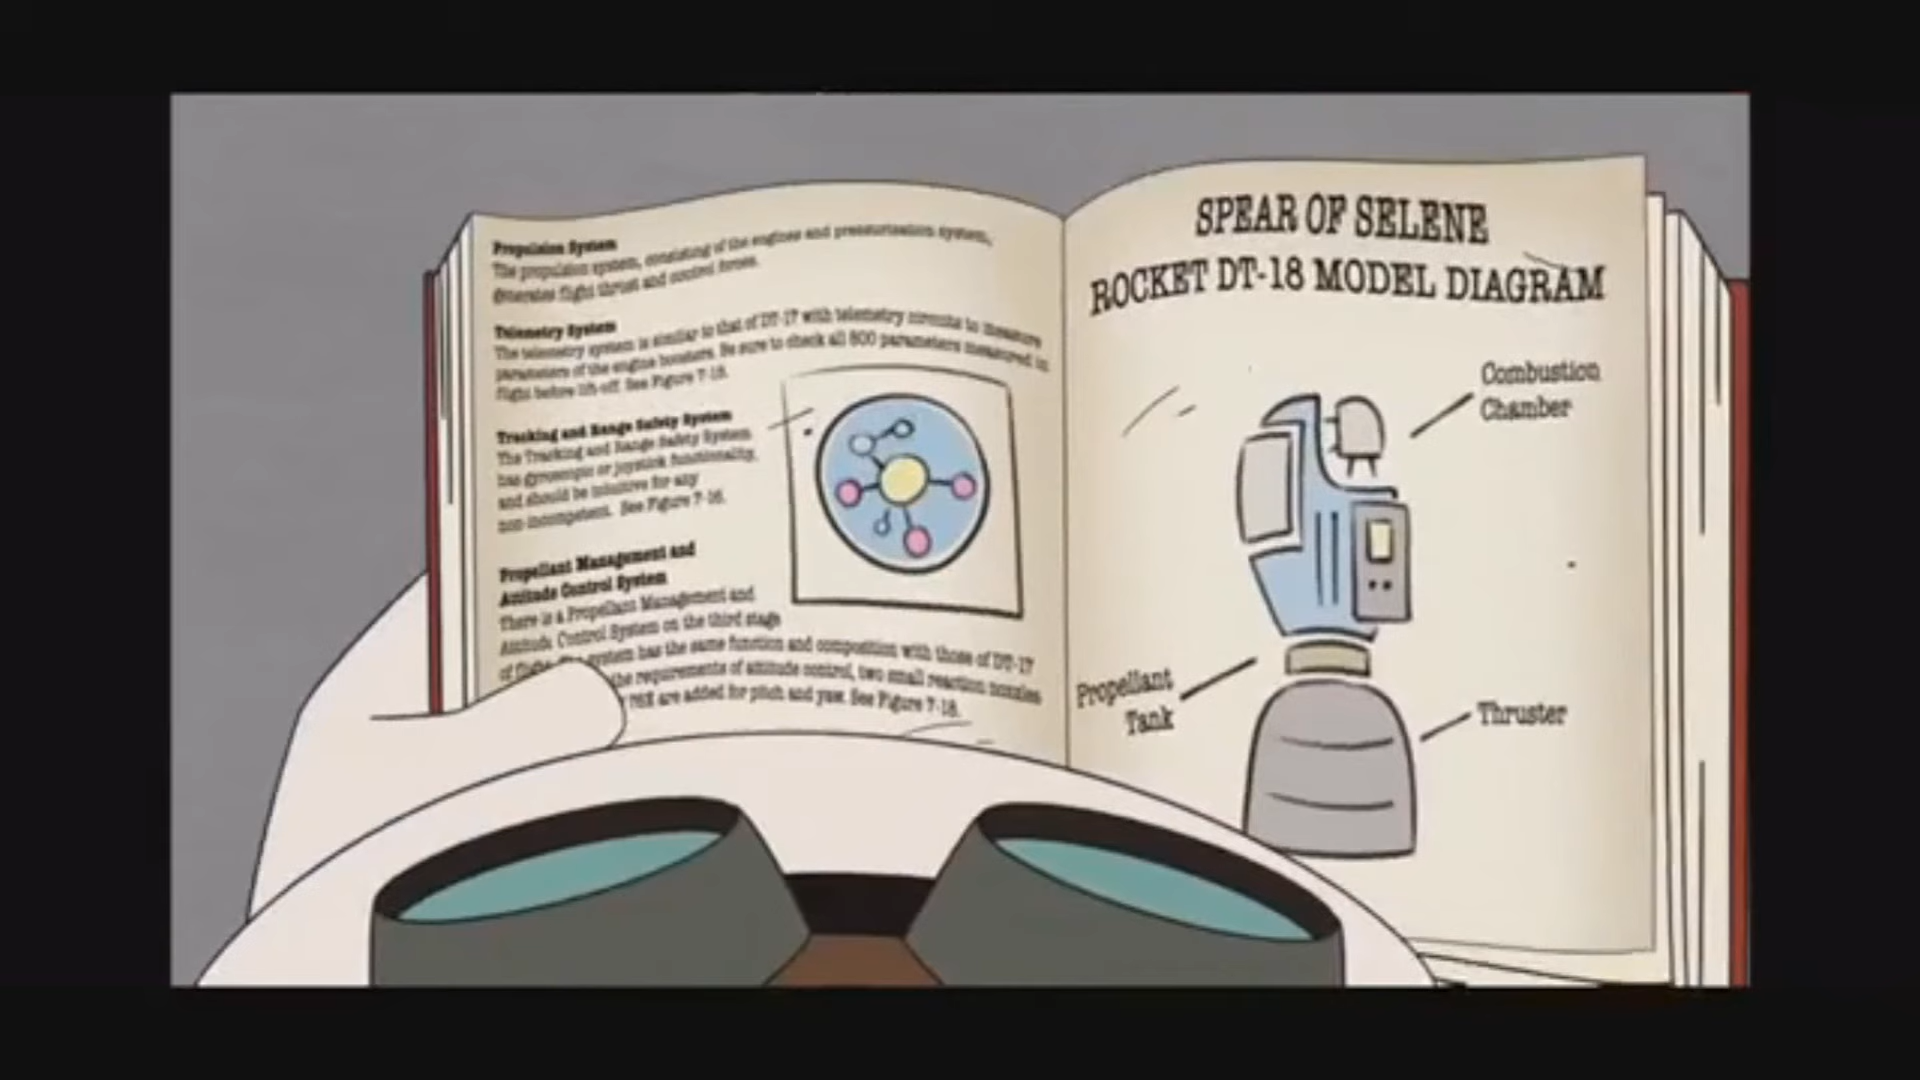 Propulsion System
The propulsion system, consisting of the engines and pressurization system,
generates flight thrust and control forces.
Telemetry System
The telemetry system is similar to that of DT-17 with telemetry circuits to measure
parameters of the engine boosters. Be sure to check all 800 parameters measured in
flight before lift-off. See Figure 7-18.
Tracking and Range Safety System
The Tracking and Range Safety System
has gyroscopic or joystick functionality,
and should be intuitive for any
non-incompetent. See Figure 7-16.
Propellant Management and
Attitude Control System
There is a Propellant Management and
Attitude Control System on the third stage
of flight. system has the same function and composition with those of DT-17
the requirements of attitude control, two small reaction nozzles
are added for pitch and yaw. See Figure 7-18.
SPEAR OF SELENE
ROCKET DT-18 MODEL DIAGRAM
Combustion
Chamber
Propellant
Tank
Thruster